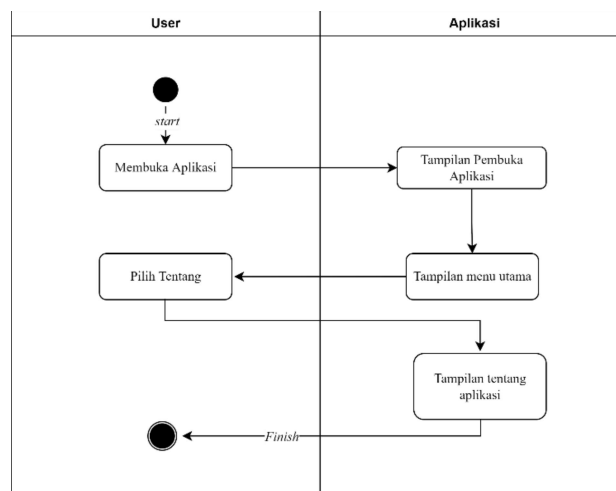 User
Aplikasi
start
Membuka Aplikasi
Tampilan Pembuka
Aplikasi
Pilih Tentang
Tampilan menu utama
Tampilan tentang
aplikasi
Finish